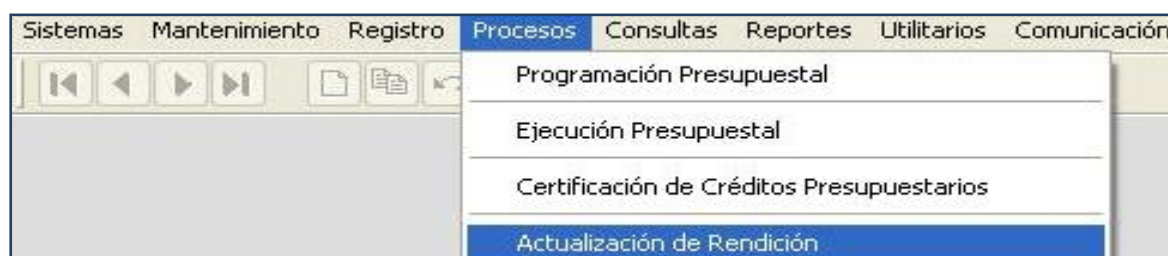 Sistemas Mantenimiento Registro Procesos Consultas Reportes Utilitarios Comunicación
Programación Presupuestal
Ejecución Presupuestal
Certificación de Créditos Presupuestarios
Actualización de Rendición